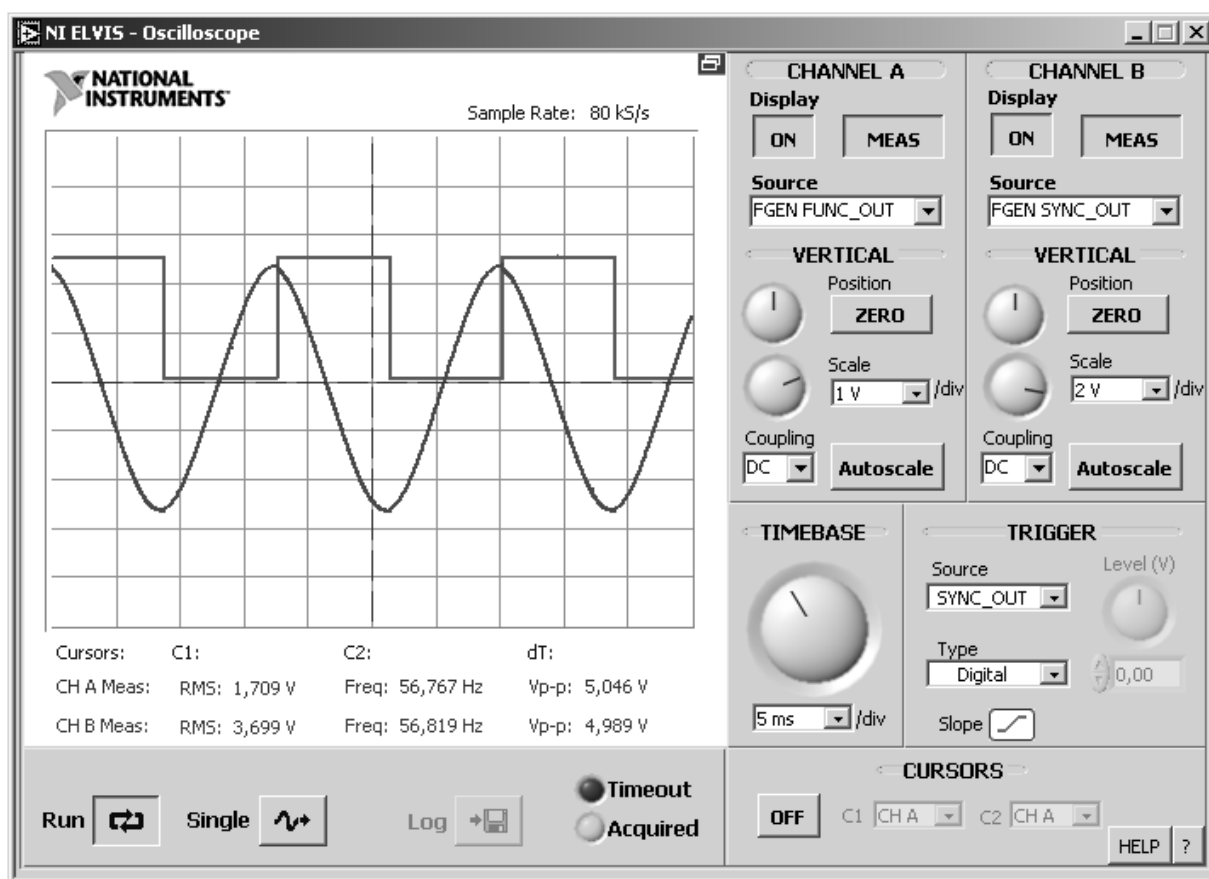 NI ELVIS - Oscilloscope
NATIONAL
INSTRUMENTS
Sample Rate: 80 kS/s
Cursors: C1: C2: dT:
CH A Meas: RMS: 1,709 V Freq: 56,767 Hz Vp-p: 5,046 V
CH B Meas: RMS: 3,699 V Freq: 56,819 Hz Vp-p: 4,989 V
CHANNEL A
Display
ON MEAS
Source
FGEN FUNC_OUT
VERTICAL
Position
ZERO
Scale
1 V /div
Coupling
DC Autoscale
CHANNEL B
Display
ON MEAS
Source
FGEN SYNC_OUT
VERTICAL
Position
ZERO
Scale
2 V /div
Coupling
DC Autoscale
TIMEBASE
5 ms /div
TRIGGER
Source
SYNC_OUT
Level (V)
Type
Digital
0,00
Slope
Run
Single
Log
Timeout
Acquired
CURSORS
OFF C1 CH A C2 CH A
HELP ?